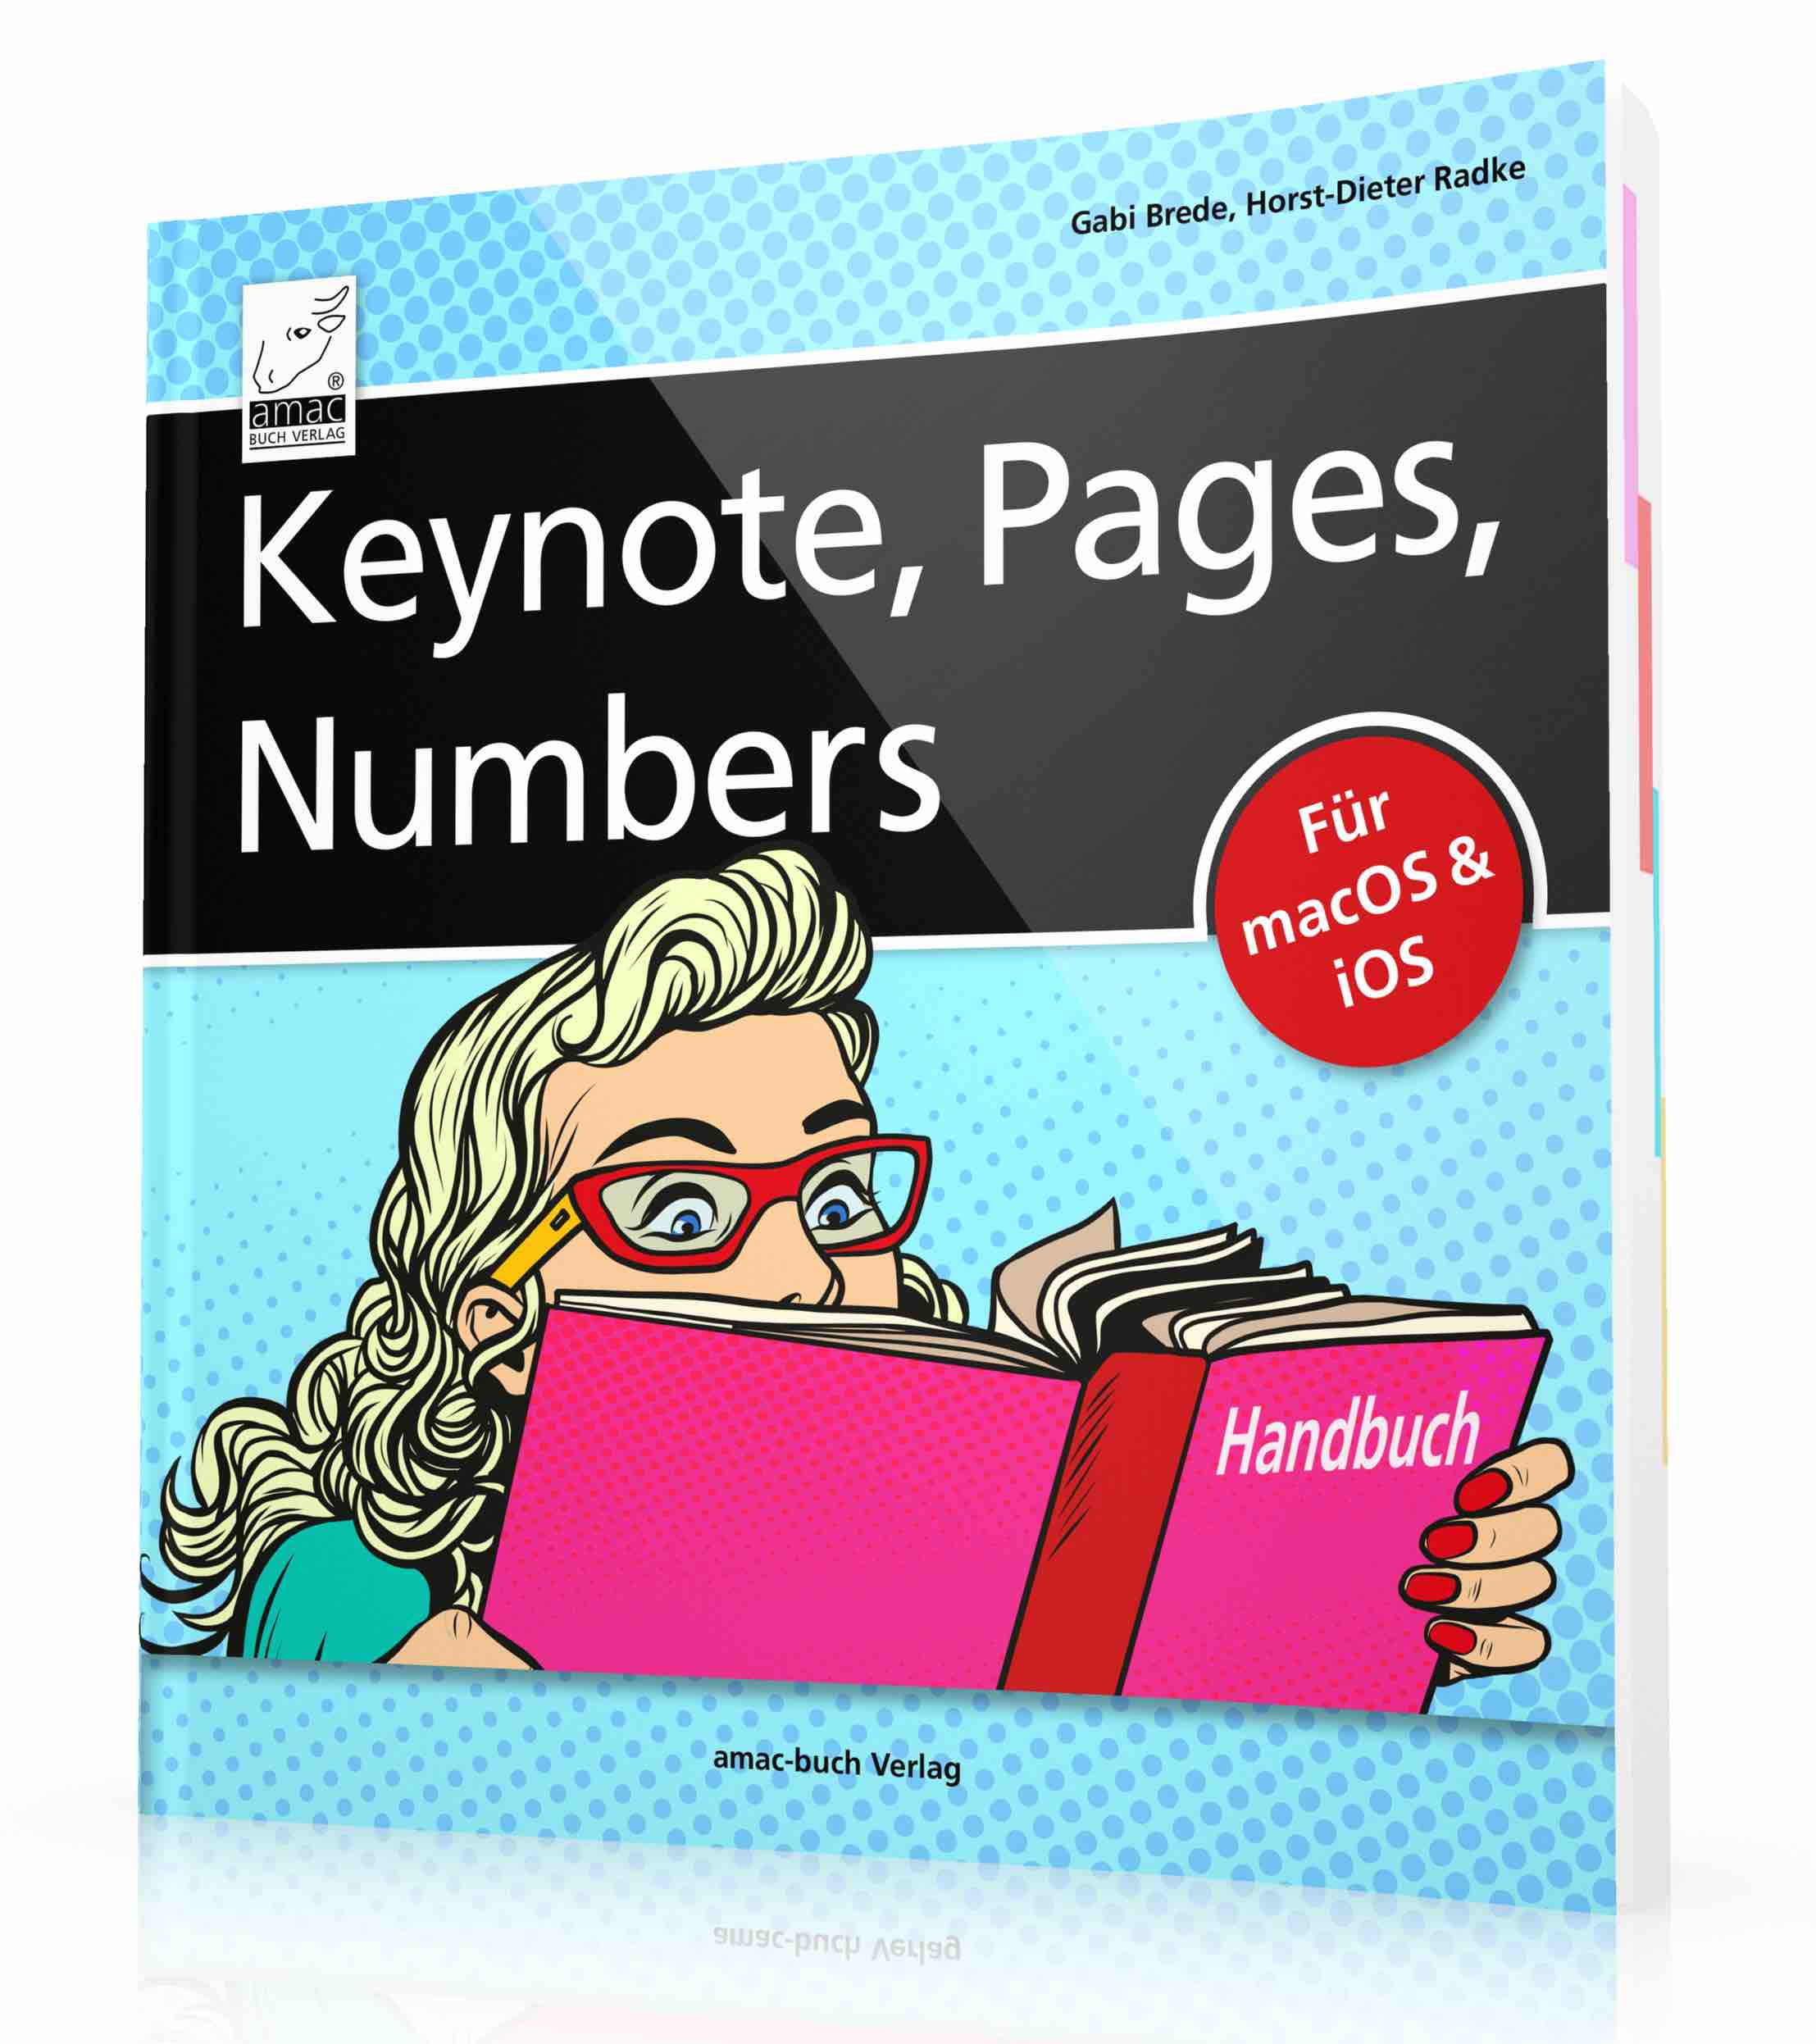 Gabi Brede, Horst-Dieter Radke
®
amac
BUCH VERLAG
Keynote, Pages,
Numbers
Für
macOS &
iOS
Handbuch
amac-buch Verlag
amac-buch Verlag